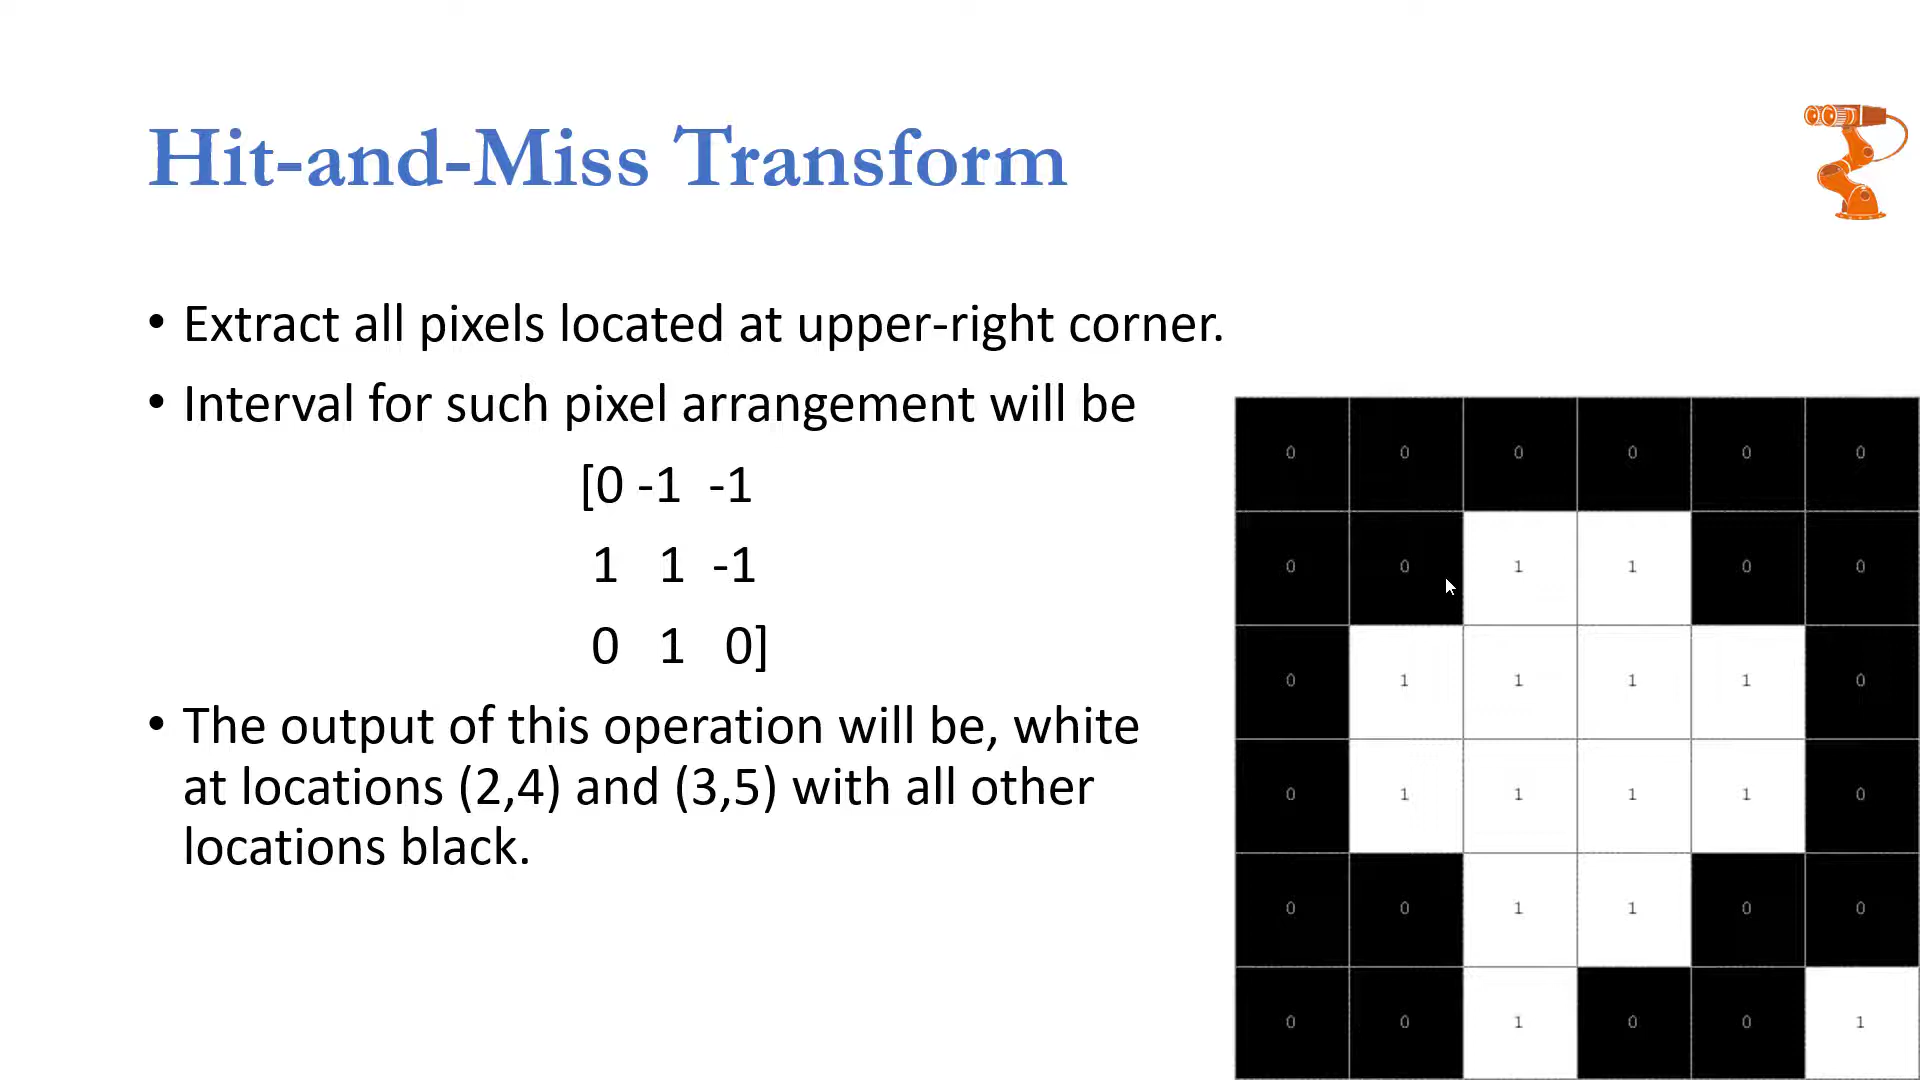 Hit-and-Miss Transform
• Extract all pixels located at upper-right corner.
• Interval for such pixel arrangement will be
[0 -1 -1
1 1 -1
0 1 0]
• The output of this operation will be, white
at locations (2,4) and (3,5) with all other
locations black.
0 0 0 0 0 0
0 0 1 1 0 0
0 1 1 1 1 0
0 1 1 1 1 0
0 0 1 1 0 0
0 0 1 0 0 1